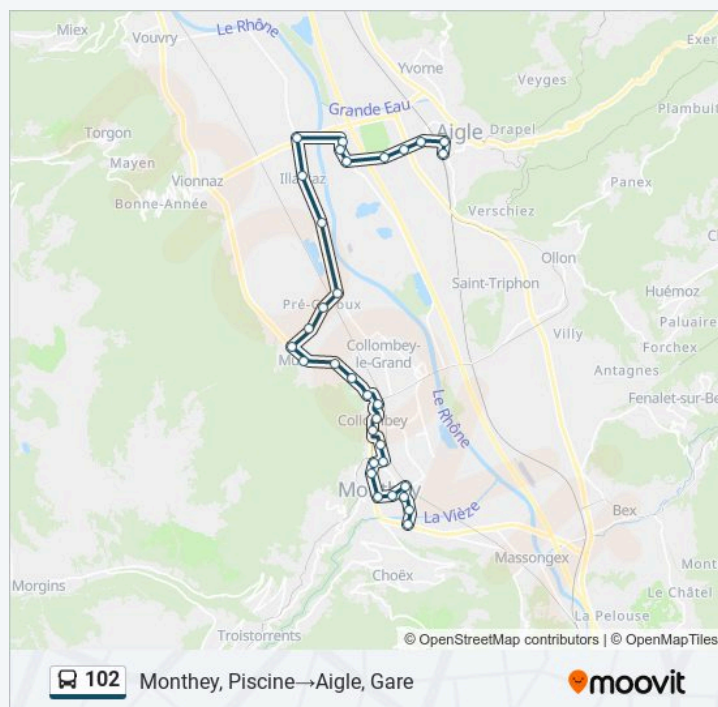 Miex
Vouvry
Le Rhône
Exer
Yvorne
Veyges
Grande Eau
Plambuit
Torgon
Aigle
Drapel
Mayen
Vionnaz
Panex
Bonne-Année
Verschiez
Ollon
Saint-Triphon
Huémoz
Paluaire
Villy
Forchex
Collombey-
le-Grand
Antagnes
Fenalet-sur-Be
Le Rhône
La Vièze
Bex
Massongex
Mont
Choëx
Le Châtel
Morgins
La Pelouse
Troistorrents
© OpenStreetMap contributors | © OpenMapTiles
102 Monthey, Piscine→Aigle, Gare
moovit